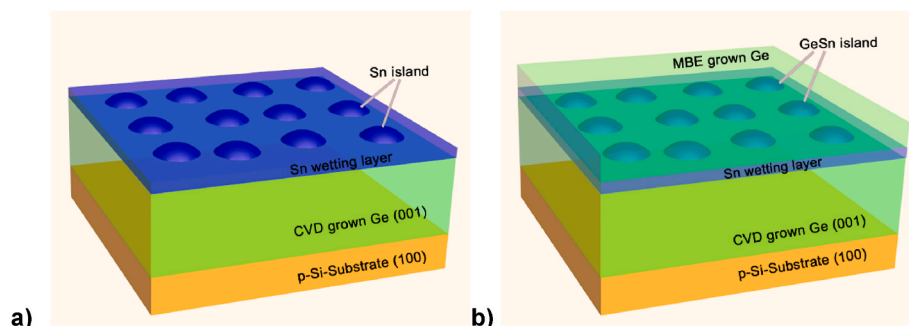 Sn island
Sn wetting layer
CVD grown Ge (001)
p-Si-Substrate (100)
a)
GeSn island
MBE grown Ge
Sn wetting layer
CVD grown Ge (001)
p-Si-Substrate (100)
b)